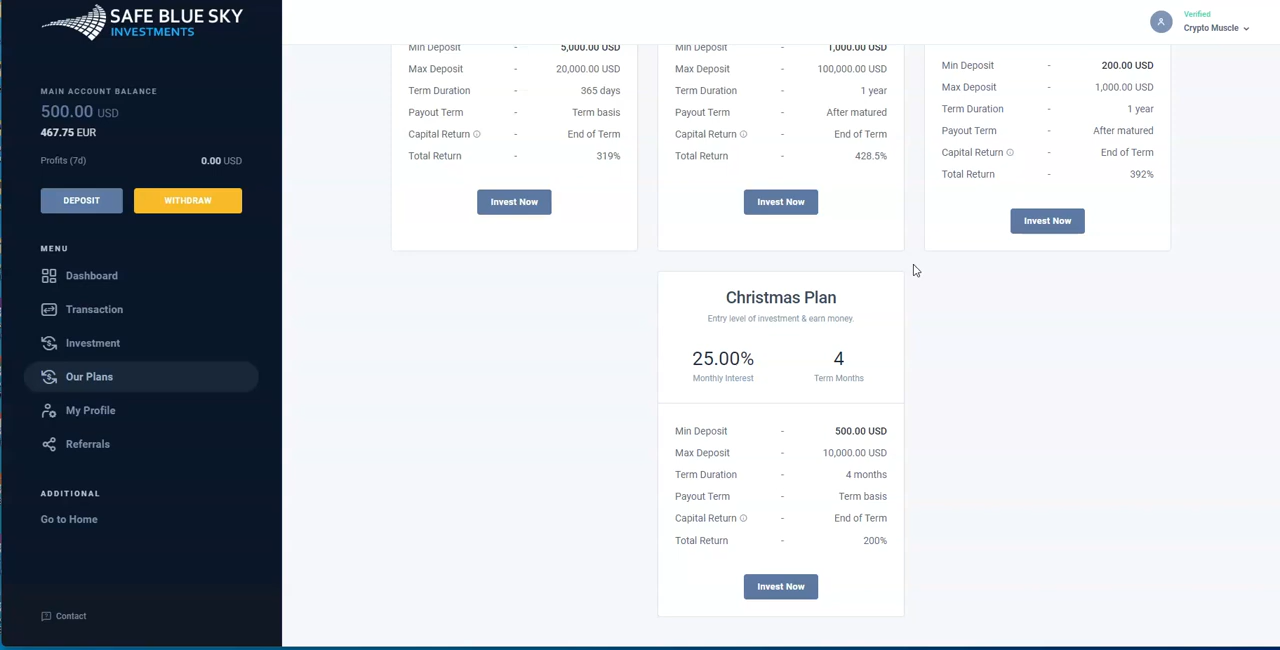 SAFE BLUE SKY
INVESTMENTS
Verified
Crypto Muscle
MAIN ACCOUNT BALANCE
500.00 USD
467.75 EUR
Profits (7d) 0.00 USD
DEPOSIT WITHDRAW
MENU
Dashboard
Transaction
Investment
Our Plans
My Profile
Referrals
ADDITIONAL
Go to Home
Contact
Min Deposit - 5,000.00 USD
Max Deposit - 20,000.00 USD
Term Duration - 365 days
Payout Term - Term basis
Capital Return - End of Term
Total Return - 319%
Invest Now
Min Deposit - 1,000.00 USD
Max Deposit - 100,000.00 USD
Term Duration - 1 year
Payout Term - After matured
Capital Return - End of Term
Total Return - 428.5%
Invest Now
Min Deposit - 200.00 USD
Max Deposit - 1,000.00 USD
Term Duration - 1 year
Payout Term - After matured
Capital Return - End of Term
Total Return - 392%
Invest Now
Christmas Plan
Entry level of investment & earn money.
25.00% 4
Monthly Interest Term Months
Min Deposit - 500.00 USD
Max Deposit - 10,000.00 USD
Term Duration - 4 months
Payout Term - Term basis
Capital Return - End of Term
Total Return - 200%
Invest Now